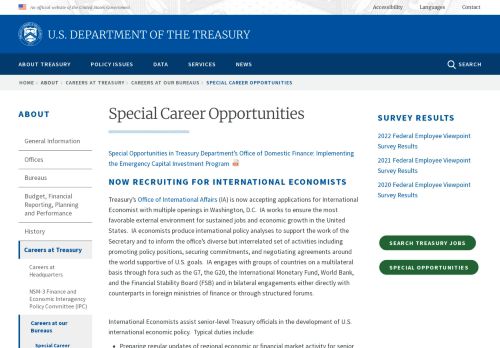 An official website of the United States Government
Accessibility
Languages
Contact
U.S. DEPARTMENT OF THE TREASURY
ABOUT TREASURY
POLICY ISSUES
DATA
SERVICES
NEWS
SEARCH
HOME - ABOUT - CAREERS AT TREASURY - CAREERS AT OUR BUREAUS - SPECIAL CAREER OPPORTUNITIES
ABOUT
General Information
Offices
Bureaus
Budget, Financial
Reporting, Planning
and Performance
History
Careers at Treasury
Careers at
Headquarters
NSM-3 Finance and
Economic Interagency
Policy Committee (IPC)
Careers at our
Bureaus
Special Career
Special Career Opportunities
Special Opportunities in Treasury Department's Office of Domestic Finance: Implementing
the Emergency Capital Investment Program
NOW RECRUITING FOR INTERNATIONAL ECONOMISTS
Treasury's Office of International Affairs (IA) is now accepting applications for International
Economist with multiple openings in Washington, D.C. IA works to ensure the most
favorable external environment for sustained jobs and economic growth in the United
States. IA economists produce international policy analyses to support the work of the
Secretary and to inform the office's diverse but interrelated set of activities including
promoting policy positions, securing commitments, and negotiating agreements around
the world supportive of U.S. goals. IA engages with groups of countries on a multilateral
basis through fora such as the G7, the G20, the International Monetary Fund, World Bank,
and the Financial Stability Board (FSB) and in bilateral engagements either directly with
counterparts in foreign ministries of finance or through structured forums.
International Economists assist senior-level Treasury officials in the development of U.S.
international economic policy. Typical duties include:
• Preparing regular updates of regional economic or financial market activity for senior
SURVEY RESULTS
2022 Federal Employee Viewpoint
Survey Results
2021 Federal Employee Viewpoint
Survey Results
2020 Federal Employee Viewpoint
Survey Results
SEARCH TREASURY JOBS
SPECIAL OPPORTUNITIES